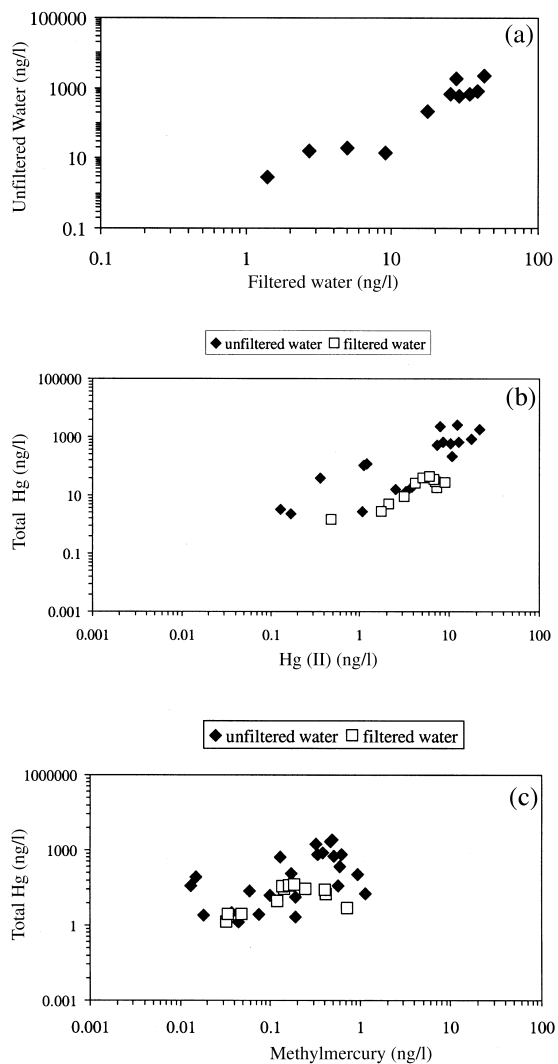 (a)
100000
1000
10
0.1
Unfiltered Water (ng/l)
0.1 1 10 100
Filtered water (ng/l)
unfiltered water filtered water
(b)
100000
1000
10
0.1
0.001
Total Hg (ng/l)
0.001 0.01 0.1 1 10 100
Hg (II) (ng/l)
unfiltered water filtered water
(c)
1000000
1000
1
0.001
Total Hg (ng/l)
0.001 0.01 0.1 1 10 100
Methylmercury (ng/l)